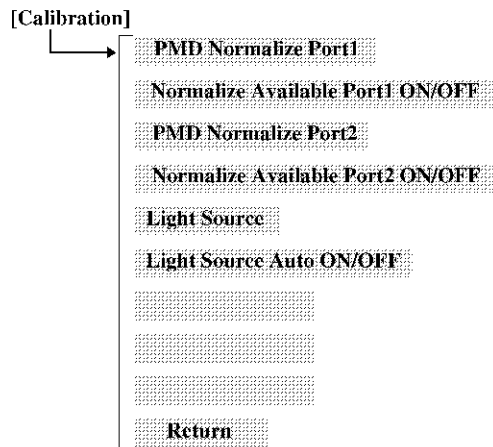 [Calibration]
PMD Normalize Port1
Normalize Available Port1 ON/OFF
PMD Normalize Port2
Normalize Available Port2 ON/OFF
Light Source
Light Source Auto ON/OFF
Return